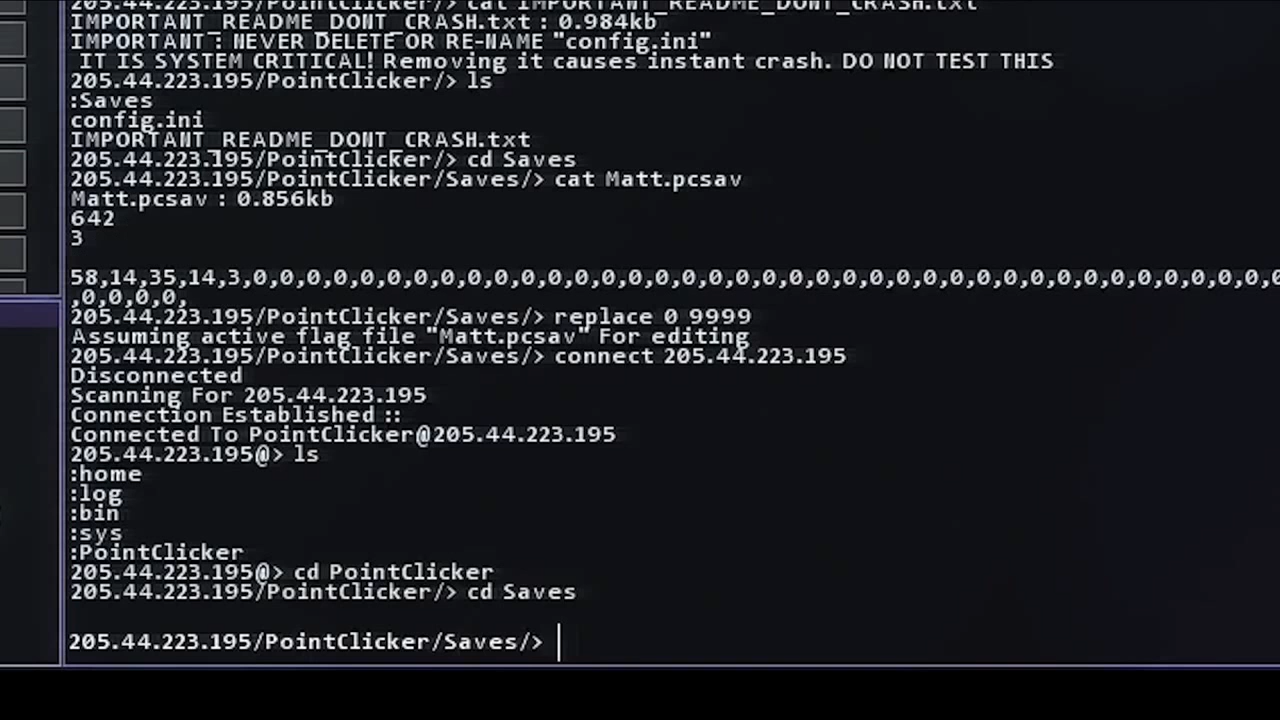 205.44.223.195/PointClicker/> cat IMPORTANT_README_DONT_CRASH.txt
IMPORTANT_README_DONT_CRASH.txt : 0.984kb
IMPORTANT : NEVER DELETE OR RE-NAME "config.ini"
IT IS SYSTEM CRITICAL! Removing it causes instant crash. DO NOT TEST THIS
205.44.223.195/PointClicker/> ls
:Saves
config.ini
IMPORTANT_README_DONT_CRASH.txt
205.44.223.195/PointClicker/> cd Saves
205.44.223.195/PointClicker/Saves/> cat Matt.pcsav
Matt.pcsav : 0.856kb
642
3
58,14,35,14,3,0,0,0,0,0,0,0,0,0,0,0,0,0,0,0,0,0,0,0,0,0,0,0,0,0,0,0,0,0,0,0,0,0,0,0,0,0,0,0
,0,0,0,0,
205.44.223.195/PointClicker/Saves/> replace 0 9999
Assuming active flag file "Matt.pcsav" For editing
205.44.223.195/PointClicker/Saves/> connect 205.44.223.195
Disconnected
Scanning For 205.44.223.195
Connection Established ::
Connected To PointClicker@205.44.223.195
205.44.223.195@> ls
:home
:log
:bin
:sys
:PointClicker
205.44.223.195@> cd PointClicker
205.44.223.195/PointClicker/> cd Saves
205.44.223.195/PointClicker/Saves/>